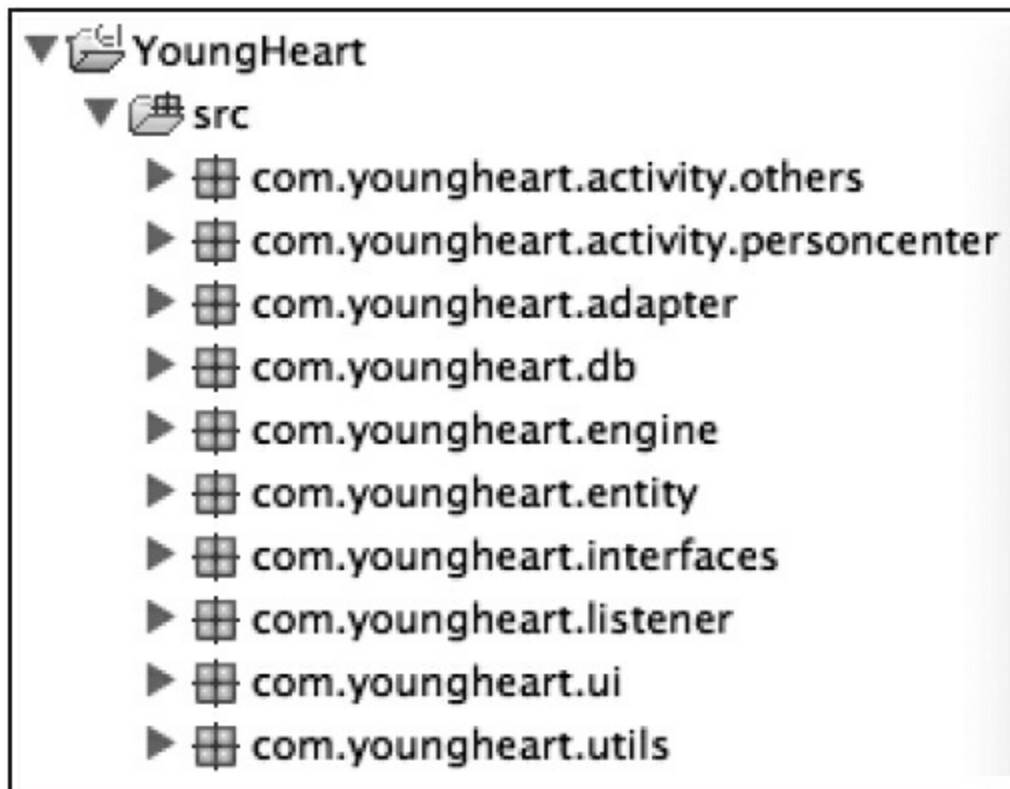 YoungHeart
src
com.youngheart.activity.others
com.youngheart.activity.personcenter
com.youngheart.adapter
com.youngheart.db
com.youngheart.engine
com.youngheart.entity
com.youngheart.interfaces
com.youngheart.listener
com.youngheart.ui
com.youngheart.utils